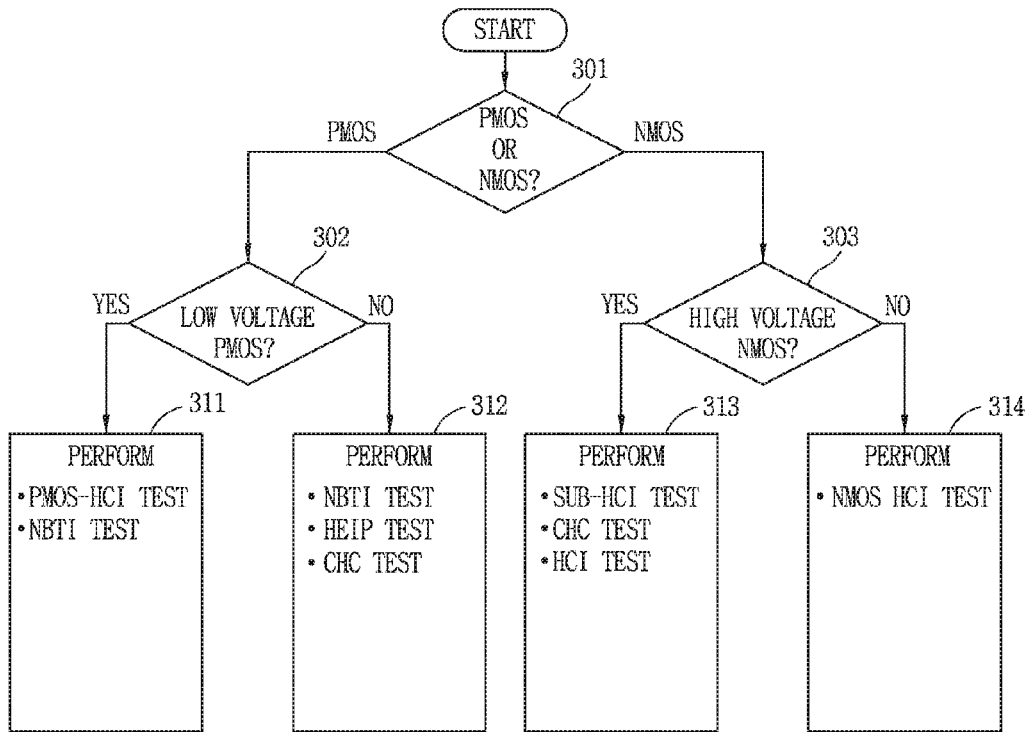 START
301
PMOS
OR
NMOS?
PMOS
NMOS
302
303
YES
LOW VOLTAGE
PMOS?
NO
YES
HIGH VOLTAGE
NMOS?
NO
311
312
313
314
PERFORM
• PMOS-HCI TEST
• NBTI TEST
PERFORM
• NBTI TEST
• HEIP TEST
• CHC TEST
PERFORM
• SUB-HCI TEST
• CHC TEST
• HCI TEST
PERFORM
• NMOS HCI TEST